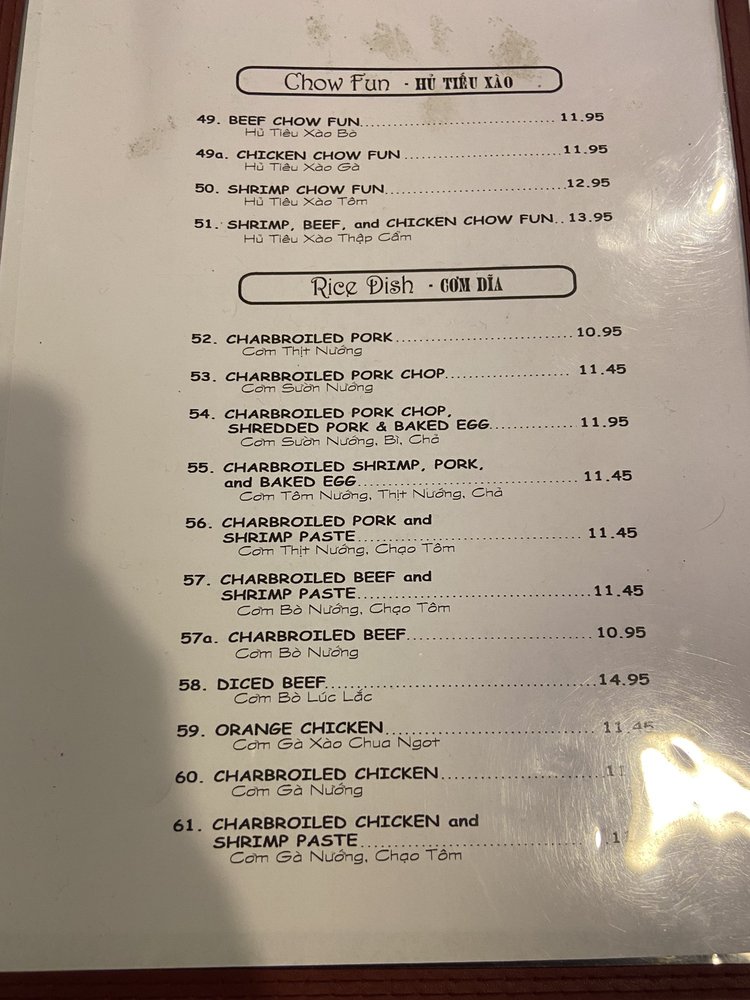 Chow Fun - HỦ TIẾU XÀO
49. BEEF CHOW FUN 11.95
Hủ Tiêu Xào Bò
49a. CHICKEN CHOW FUN 11.95
Hủ Tiêu Xào Gà
50. SHRIMP CHOW FUN 12.95
Hủ Tiêu Xào Tôm
51. SHRIMP, BEEF, and CHICKEN CHOW FUN 13.95
Hủ Tiêu Xào Thập Cẩm
Rice Dish - CƠM DĨA
52. CHARBROILED PORK 10.95
Cơm Thịt Nướng
53. CHARBROILED PORK CHOP 11.45
Cơm Sườn Nướng
54. CHARBROILED PORK CHOP,
SHREDDED PORK & BAKED EGG 11.95
Cơm Sườn Nướng, Bì, Chả
55. CHARBROILED SHRIMP, PORK,
and BAKED EGG 11.45
Cơm Tôm Nướng, Thịt Nướng, Chả
56. CHARBROILED PORK and
SHRIMP PASTE 11.45
Cơm Thịt Nướng, Chạo Tôm
57. CHARBROILED BEEF and
SHRIMP PASTE 11.45
Cơm Bò Nướng, Chạo Tôm
57a. CHARBROILED BEEF 10.95
Cơm Bò Nướng
58. DICED BEEF 14.95
Cơm Bò Lúc Lắc
59. ORANGE CHICKEN 11.45
Cơm Gà Xào Chua Ngọt
60. CHARBROILED CHICKEN
Cơm Gà Nướng
61. CHARBROILED CHICKEN and
SHRIMP PASTE
Cơm Gà Nướng, Chạo Tôm